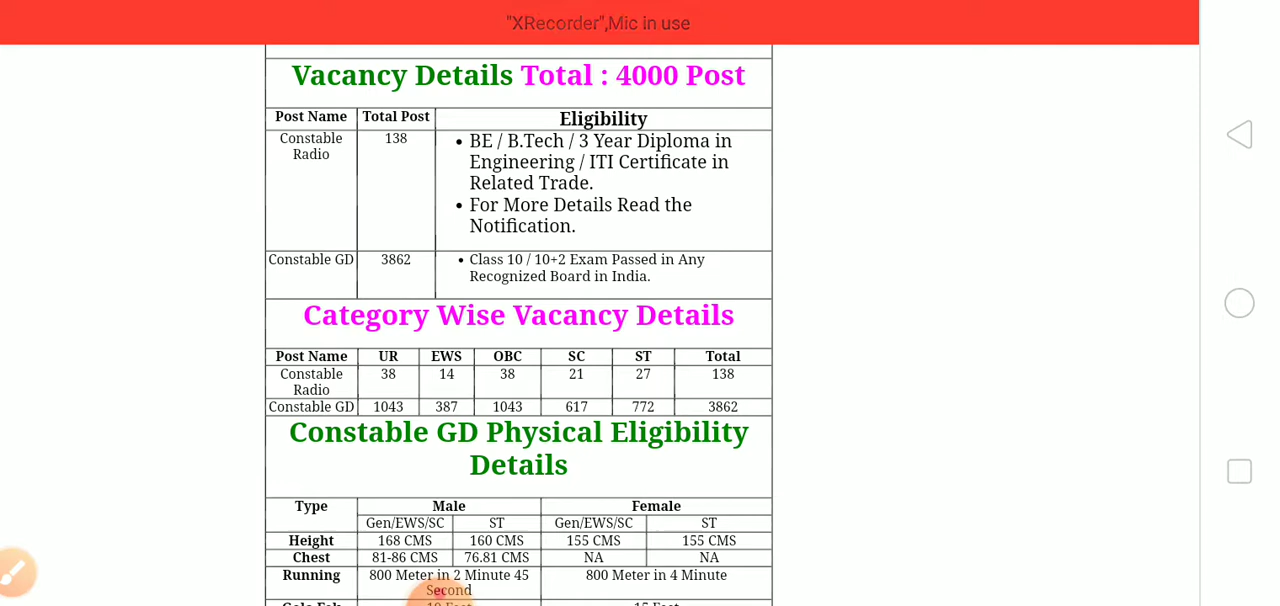 "XRecorder",Mic in use
Vacancy Details Total : 4000 Post
Post Name Total Post Eligibility
Constable Radio 138
• BE / B.Tech / 3 Year Diploma in
Engineering / ITI Certificate in
Related Trade.
• For More Details Read the
Notification.
Constable GD 3862
• Class 10 / 10+2 Exam Passed in Any
Recognized Board in India.
Category Wise Vacancy Details
Post Name UR EWS OBC SC ST Total
Constable Radio 38 14 38 21 27 138
Constable GD 1043 387 1043 617 772 3862
Constable GD Physical Eligibility
Details
Type Male Female
Gen/EWS/SC ST Gen/EWS/SC ST
Height 168 CMS 160 CMS 155 CMS 155 CMS
Chest 81-86 CMS 76.81 CMS NA NA
Running 800 Meter in 2 Minute 45 Second 800 Meter in 4 Minute